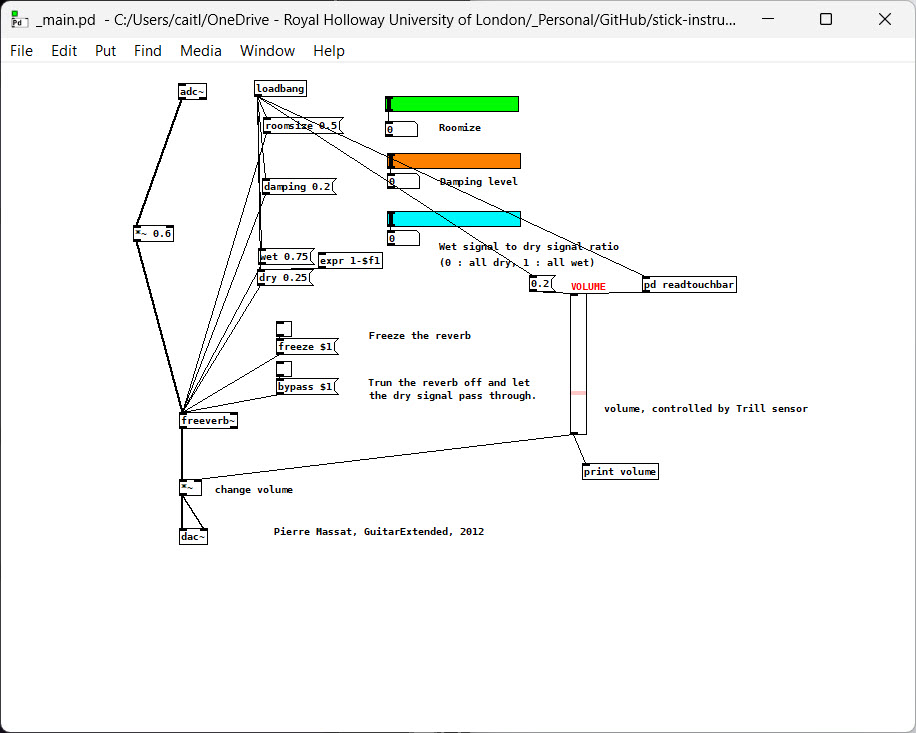 _main.pd - C:/Users/caitl/OneDrive - Royal Holloway University of London/_Personal/GitHub/stick-instru...
File Edit Put Find Media Window Help
adc~
loadbang
roomsize 0.5
0
Roomize
damping 0.2
0
Damping level
*~ 0.6
0
Wet signal to dry signal ratio
(0 : all dry, 1 : all wet)
wet 0.75
expr 1-$f1
dry 0.25
0.2
VOLUME
pd readtouchbar
Freeze the reverb
freeze $1
Trun the reverb off and let
the dry signal pass through.
bypass $1
volume, controlled by Trill sensor
freeverb~
print volume
*~
change volume
Pierre Massat, GuitarExtended, 2012
dac~